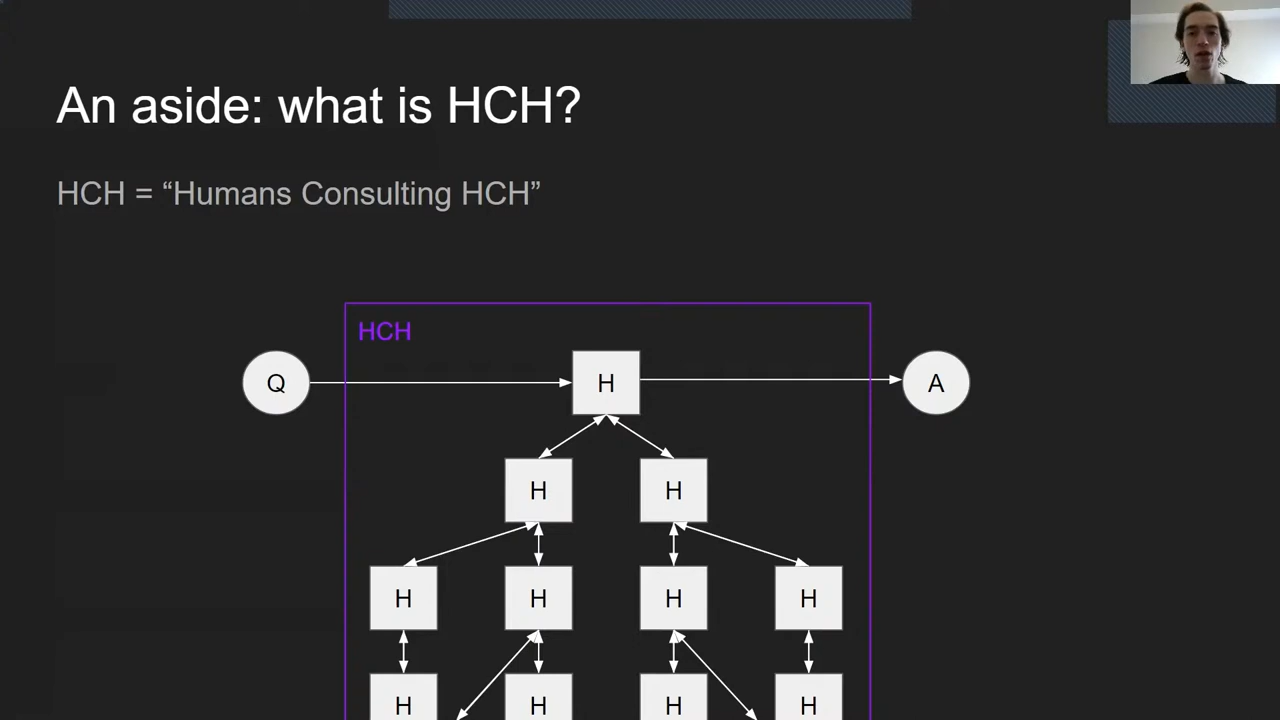 An aside: what is HCH?
HCH = “Humans Consulting HCH”
HCH
Q H A
H H
H H H H
H H H H